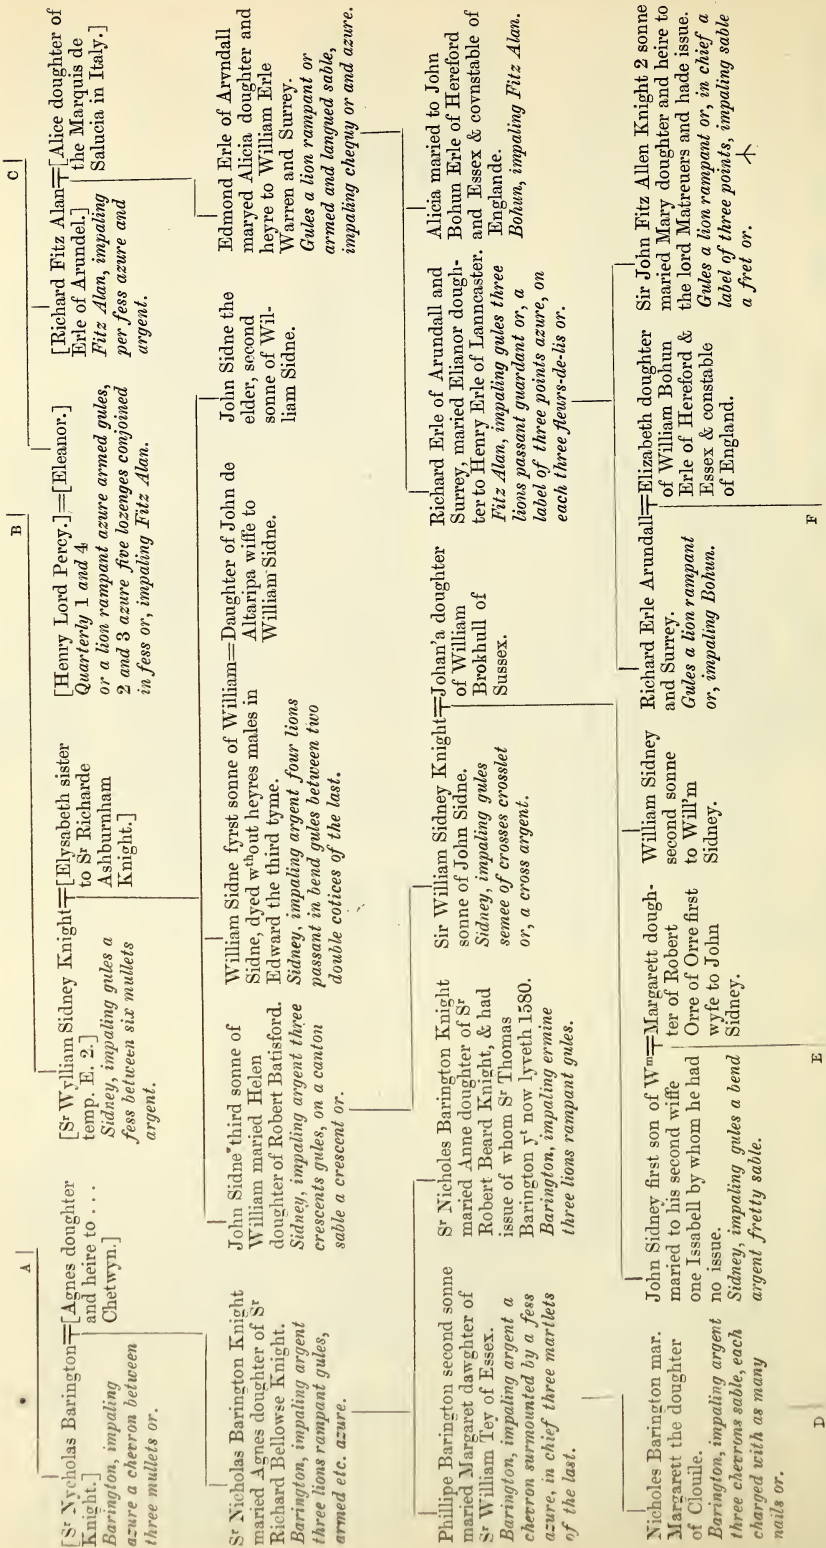 A
B
C
[Sr Nycholas Barington
Knight.]
Barington, impaling
azure a chevron between
three mullets or.
[Agnes doughter
and heire to . . .
Chetwyn.]
[Sr Wylliam Sidney Knight
temp. E. 2.]
Sidney, impaling gules a
fess between six mullets
argent.
[Elysabeth sister
to Sr Richarde
Ashburnham
Knight.]
[Henry Lord Percy.]=[Eleanor.]
Quarterly 1 and 4
or a lion rampant azure armed gules,
2 and 3 azure five lozenges conjoined
in fess or, impaling Fitz Alan.
[Richard Fitz Alan
Erle of Arundel.]
Fitz Alan, impaling
per fess azure and
argent.
[Alice doughter of
the Marquis de
Salucia in Italy.]
Sr Nicholas Barington Knight
maried Agnes doughter of Sr
Richard Bellowse Knight.
Barington, impaling argent
three lions rampant gules,
armed etc. azure.
John Sidne third sonne of
William maried Helen
doughter of Robert Batisford.
Sidney, impaling argent three
crescents gules, on a canton
sable a crescent or.
William Sidne fyrst sonne of William
Sidne, dyed wthout heyres males in
Edward the third tyme.
Sidney, impaling argent four lions
passant in bend gules between two
double cotices of the last.
=Daughter of John de
Altaripa wiffe to
William Sidne.
John Sidne the
elder, second
sonne of Wil-
liam Sidne.
Edmond Erle of Arvndall
maryed Alicia doughter and
heyre to William Erle
Warren and Surrey.
Gules a lion rampant or
armed and langued sable,
impaling chequy or and azure.
Phillipe Barington second sonne
maried Margaret dawghter of
Sr William Tey of Essex.
Barington, impaling argent a
chevron surmounted by a fess
azure, in chief three martlets
of the last.
Sr Nicholes Barington Knight
maried Anne doughter of Sr
Robert Beard Knight, & had
issue of whom Sr Thomas
Barington yt now lyveth 1580.
Barington, impaling ermine
three lions rampant gules.
Sir William Sidney Knight
sonne of John Sidne.
Sidney, impaling gules
semee of crosses crosslet
or, a cross argent.
Johan'a doughter
of William
Brokhull of
Sussex.
Richard Erle of Arundall and
Surrey, maried Elianor dough-
ter to Henry Erle of Lanncaster.
Fitz Alan, impaling gules three
lions passant guardant or, a
label of three points azure, on
each three fleurs-de-lis or.
Alicia maried to John
Bohun Erle of Hereford
and Essex & covnstable of
Englande.
Bohun, impaling Fitz Alan.
Nicholes Barington mar.
Margarett the doughter
of Clouile.
Barington, impaling argent
three chevrons sable, each
charged with as many
nails or.
John Sidney first son of Wm
maried to his second wiffe
one Issabell by whom he had
no issue.
Sidney, impaling gules a bend
argent fretty sable.
Margarett dough-
ter of Robert
Orre of Orre first
wyfe to John
Sidney.
William Sidney
second sonne
to Will'm
Sidney.
Richard Erle Arundall
and Surrey.
Gules a lion rampant
or, impaling Bohun.
Elizabeth doughter
of William Bohun
Erle of Hereford &
Essex & constable
of England.
Sir John Fitz Allen Knight 2 sonne
maried Mary doughter and heire to
the lord Matreuers and hade issue.
Gules a lion rampant or, in chief a
label of three points, impaling sable
a fret or.
D
E
F